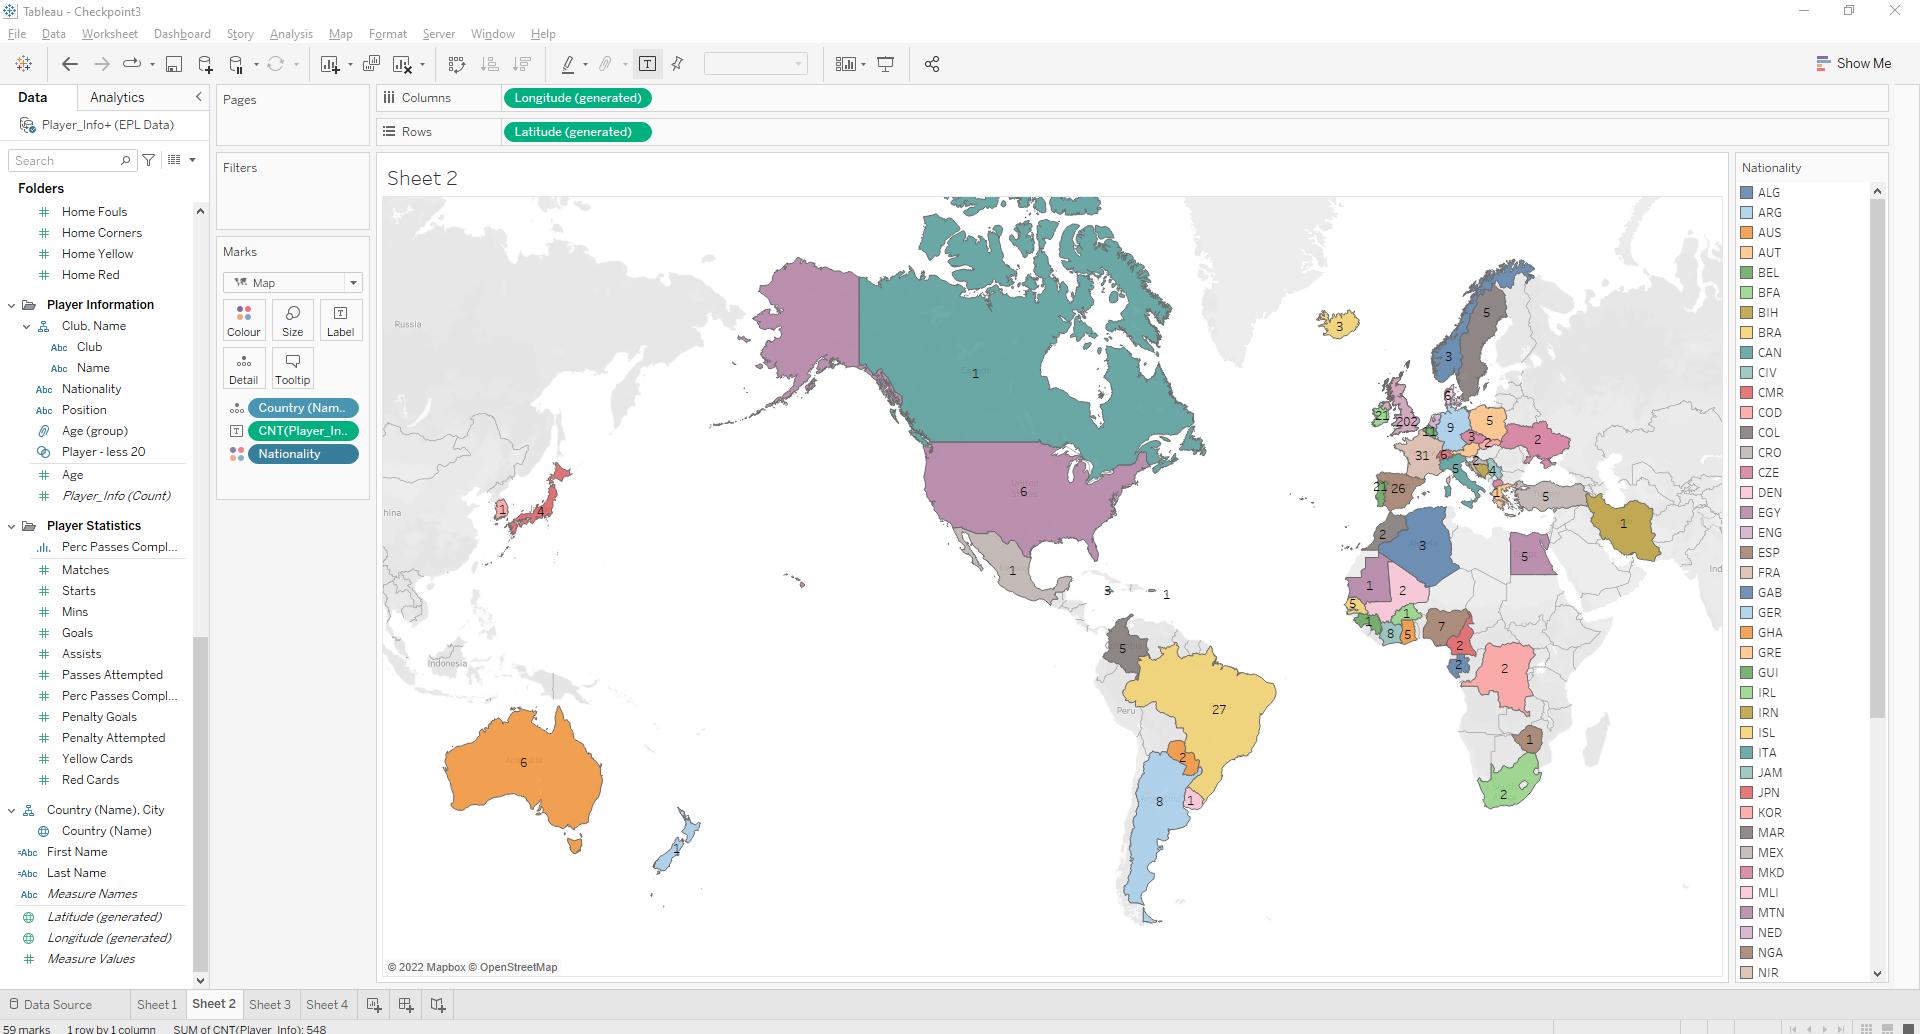 Tableau - Checkpoint3
File Data Worksheet Dashboard Story Analysis Map Format Server Window Help
Show Me
Data Analytics
Player_Info+ (EPL Data)
Search
Folders
Home Fouls
Home Corners
Home Yellow
Home Red
Player Information
Club, Name
Abc Club
Abc Name
Abc Nationality
Abc Position
Age (group)
Player - less 20
Age
Player_Info (Count)
Player Statistics
Perc Passes Compl...
Matches
Starts
Mins
Goals
Assists
Passes Attempted
Perc Passes Compl...
Penalty Goals
Penalty Attempted
Yellow Cards
Red Cards
Country (Name), City
Country (Name)
=Abc First Name
=Abc Last Name
Abc Measure Names
Latitude (generated)
Longitude (generated)
Measure Values
Pages
Filters
Marks
Map
Colour Size Label
Detail Tooltip
Country (Nam..
CNT(Player_In..
Nationality
Columns Longitude (generated)
Rows Latitude (generated)
Sheet 2
Russia
hina
Indonesia
Peru
Ind
1
6
1
3
1
5
27
2
8
1
1
4
6
1
3
5
3
6
21
202
11
9
5
3
2
2
31
6
5
2
4
1
21
26
5
1
2
3
5
1
2
5
1
1
8
5
7
2
2
2
1
2
© 2022 Mapbox © OpenStreetMap
Nationality
ALG
ARG
AUS
AUT
BEL
BFA
BIH
BRA
CAN
CIV
CMR
COD
COL
CRO
CZE
DEN
EGY
ENG
ESP
FRA
GAB
GER
GHA
GRE
GUI
IRL
IRN
ISL
ITA
JAM
JPN
KOR
MAR
MEX
MKD
MLI
MTN
NED
NGA
NIR
Data Source Sheet 1 Sheet 2 Sheet 3 Sheet 4
59 marks 1 row by 1 column SUM of CNT(Player_Info): 548